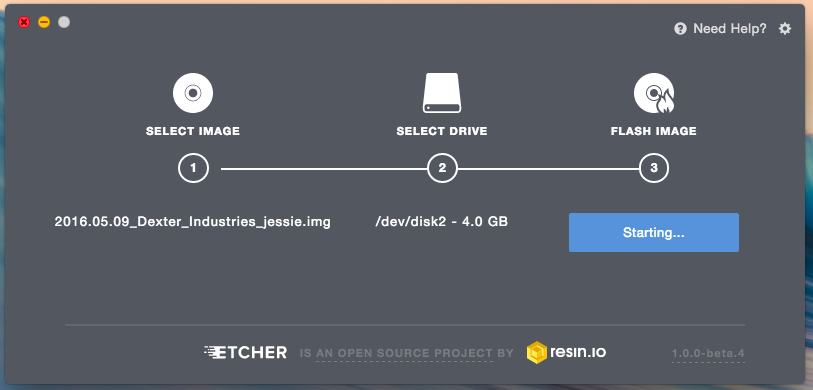 Need Help?
SELECT IMAGE SELECT DRIVE FLASH IMAGE
1 2 3
2016.05.09_Dexter_Industries_jessie.img /dev/disk2 - 4.0 GB Starting...
ETCHER IS AN OPEN SOURCE PROJECT BY resin.io 1.0.0-beta.4